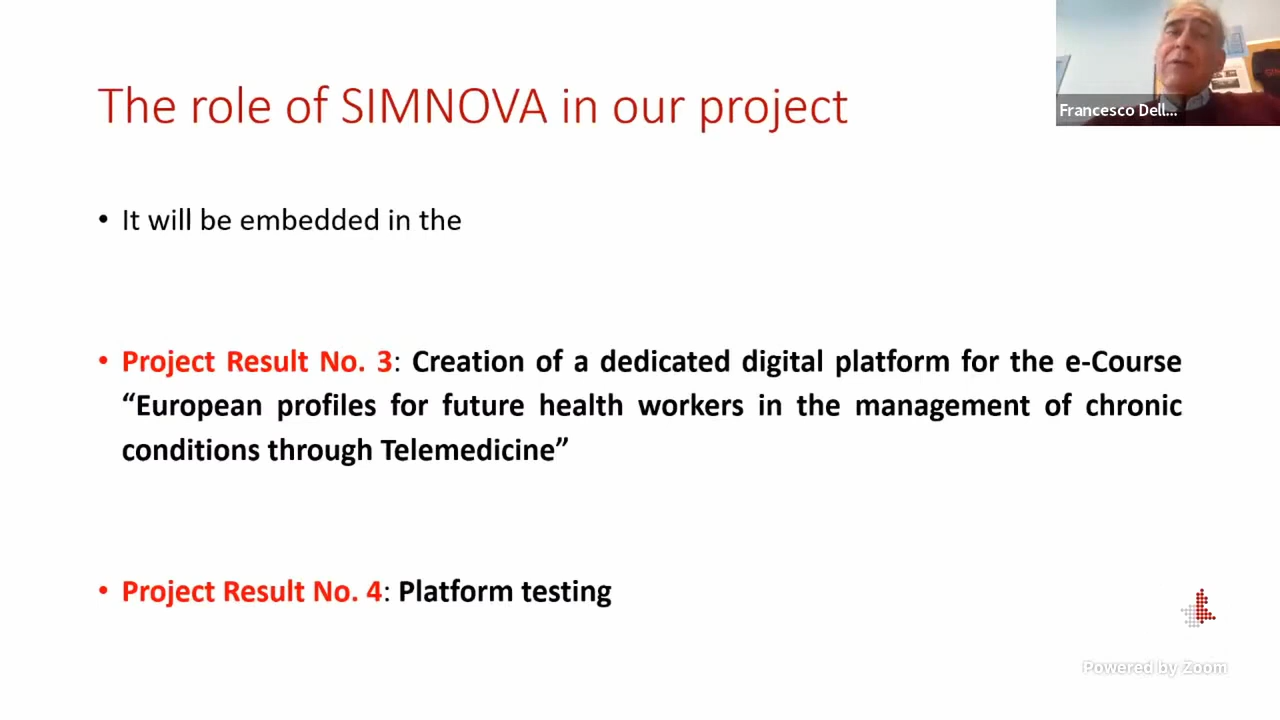 The role of SIMNOVA in our project
Francesco Dell...
• It will be embedded in the
• Project Result No. 3: Creation of a dedicated digital platform for the e-Course
“European profiles for future health workers in the management of chronic
conditions through Telemedicine”
• Project Result No. 4: Platform testing
Powered by Zoom